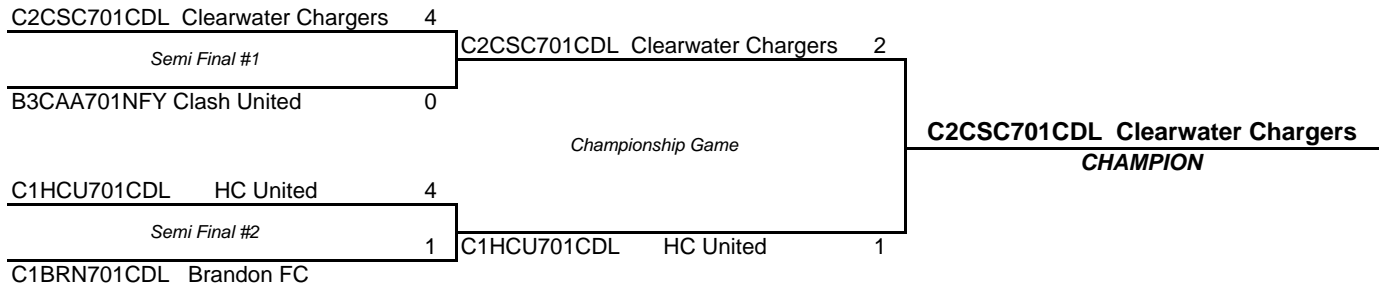 C2CSC701CDL Clearwater Chargers 4
Semi Final #1
B3CAA701NFY Clash United 0
C1HCU701CDL HC United 4
Semi Final #2
1
C1BRN701CDL Brandon FC
C2CSC701CDL Clearwater Chargers 2
Championship Game
C1HCU701CDL HC United 1
C2CSC701CDL Clearwater Chargers
CHAMPION